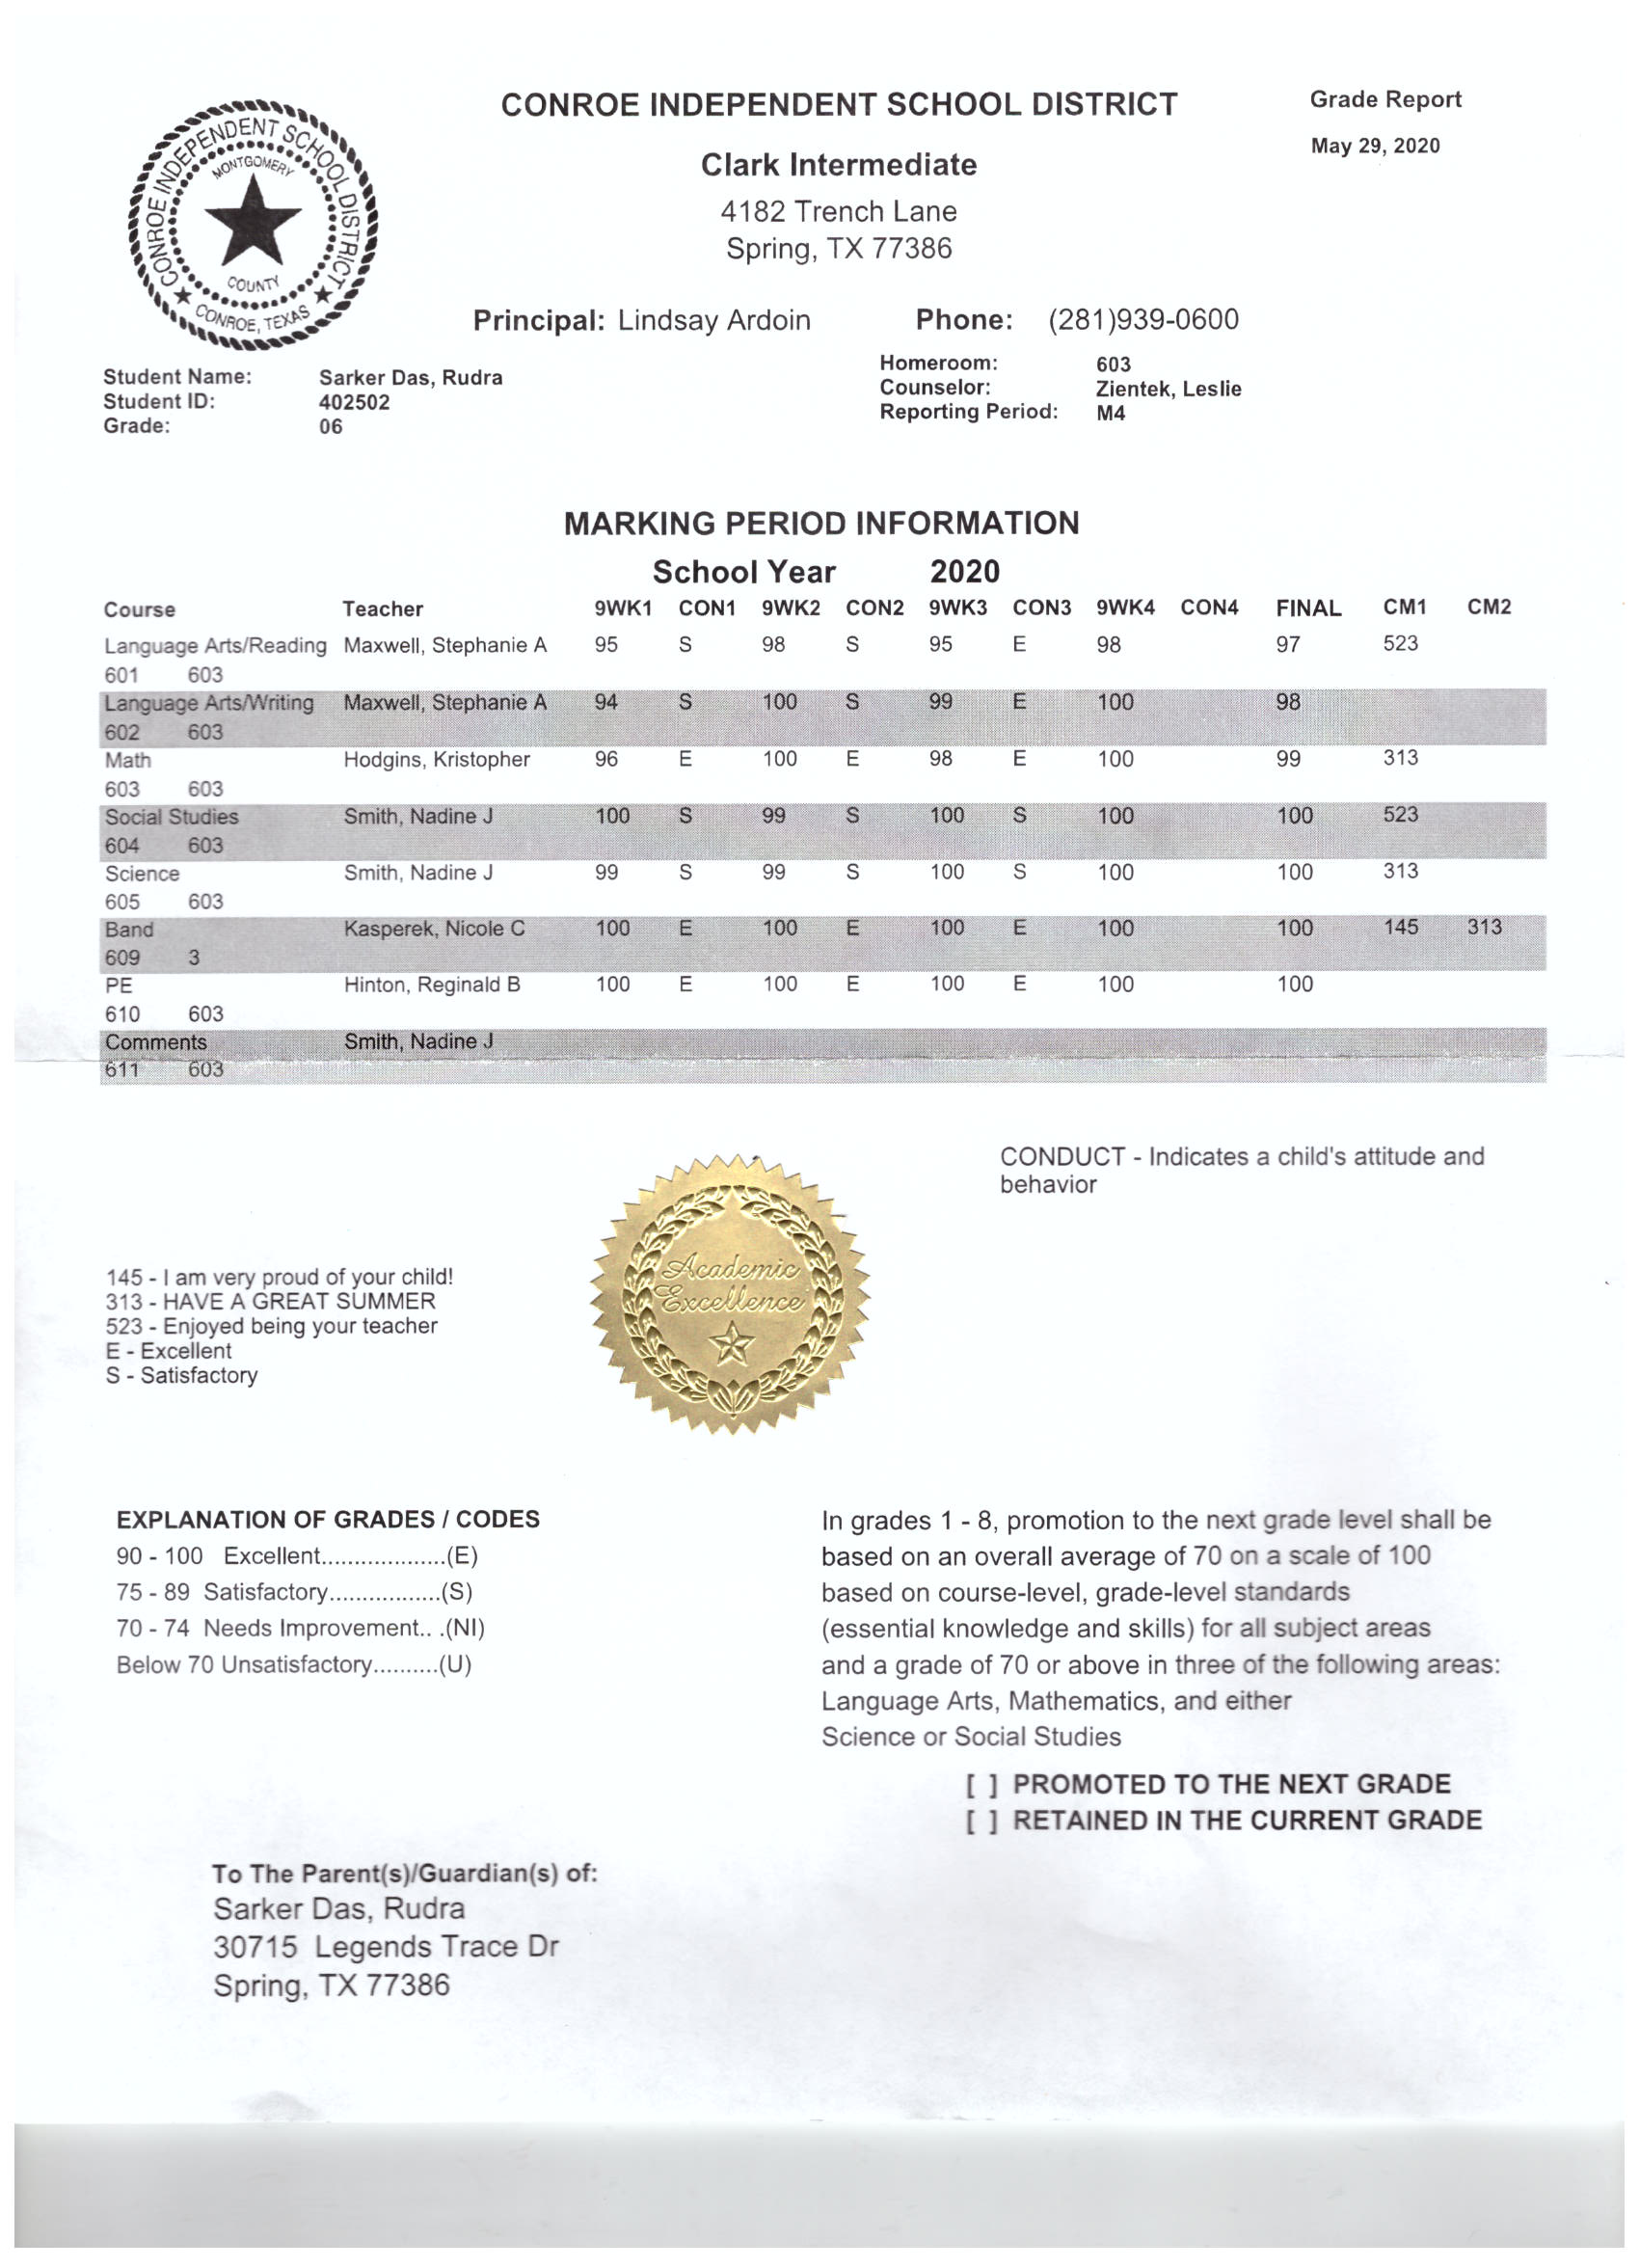 CONROE INDEPENDENT SCHOOL DISTRICT
Grade Report
May 29, 2020
Clark Intermediate
4182 Trench Lane
Spring, TX 77386
CONROE INDEPENDENT SCHOOL DISTRICT
MONTGOMERY
COUNTY
CONROE, TEXAS
Principal: Lindsay Ardoin Phone: (281)939-0600
Student Name: Sarker Das, Rudra
Student ID: 402502
Grade: 06
Homeroom: 603
Counselor: Zientek, Leslie
Reporting Period: M4
MARKING PERIOD INFORMATION
School Year 2020
Course Teacher 9WK1 CON1 9WK2 CON2 9WK3 CON3 9WK4 CON4 FINAL CM1 CM2
Language Arts/Reading Maxwell, Stephanie A 95 S 98 S 95 E 98 97 523
601 603
Language Arts/Writing Maxwell, Stephanie A 94 S 100 S 99 E 100 98
602 603
Math Hodgins, Kristopher 96 E 100 E 98 E 100 99 313
603 603
Social Studies Smith, Nadine J 100 S 99 S 100 S 100 100 523
604 603
Science Smith, Nadine J 99 S 99 S 100 S 100 100 313
605 603
Band Kasperek, Nicole C 100 E 100 E 100 E 100 100 145 313
609 3
PE Hinton, Reginald B 100 E 100 E 100 E 100 100
610 603
Comments Smith, Nadine J
611 603
CONDUCT - Indicates a child's attitude and
behavior
145 - I am very proud of your child!
313 - HAVE A GREAT SUMMER
523 - Enjoyed being your teacher
E - Excellent
S - Satisfactory
Academic
Excellence
EXPLANATION OF GRADES / CODES
90 - 100 Excellent...................(E)
75 - 89 Satisfactory.................(S)
70 - 74 Needs Improvement.. .(NI)
Below 70 Unsatisfactory..........(U)
In grades 1 - 8, promotion to the next grade level shall be
based on an overall average of 70 on a scale of 100
based on course-level, grade-level standards
(essential knowledge and skills) for all subject areas
and a grade of 70 or above in three of the following areas:
Language Arts, Mathematics, and either
Science or Social Studies
[ ] PROMOTED TO THE NEXT GRADE
[ ] RETAINED IN THE CURRENT GRADE
To The Parent(s)/Guardian(s) of:
Sarker Das, Rudra
30715 Legends Trace Dr
Spring, TX 77386